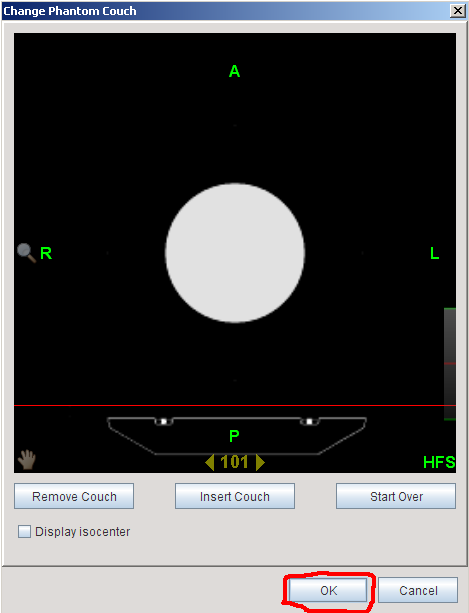 Change Phantom Couch
A
R
L
P
101
HFS
Remove Couch
Insert Couch
Start Over
Display isocenter
OK
Cancel